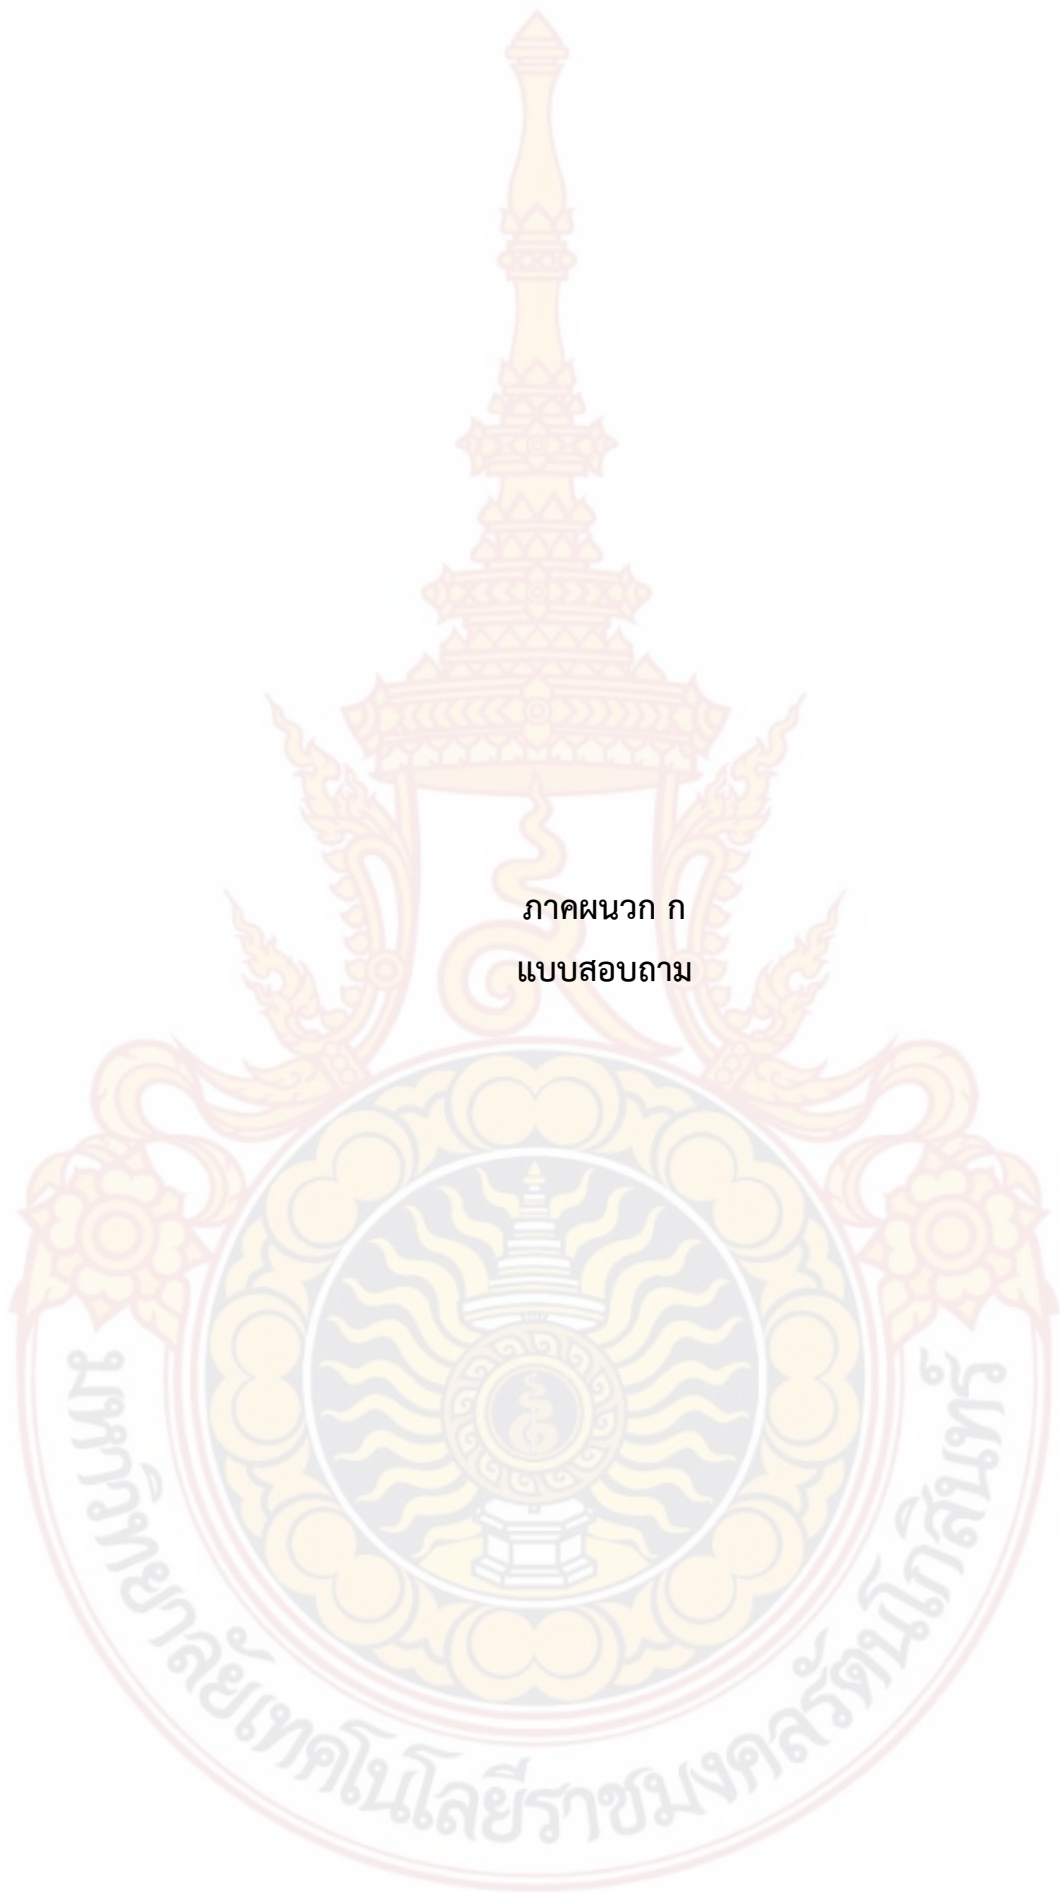 ภาคผนวก ก
แบบสอบถาม
มหาวิทยาลัยเทคโนโลยีราชมงคลรัตนโกสินทร์